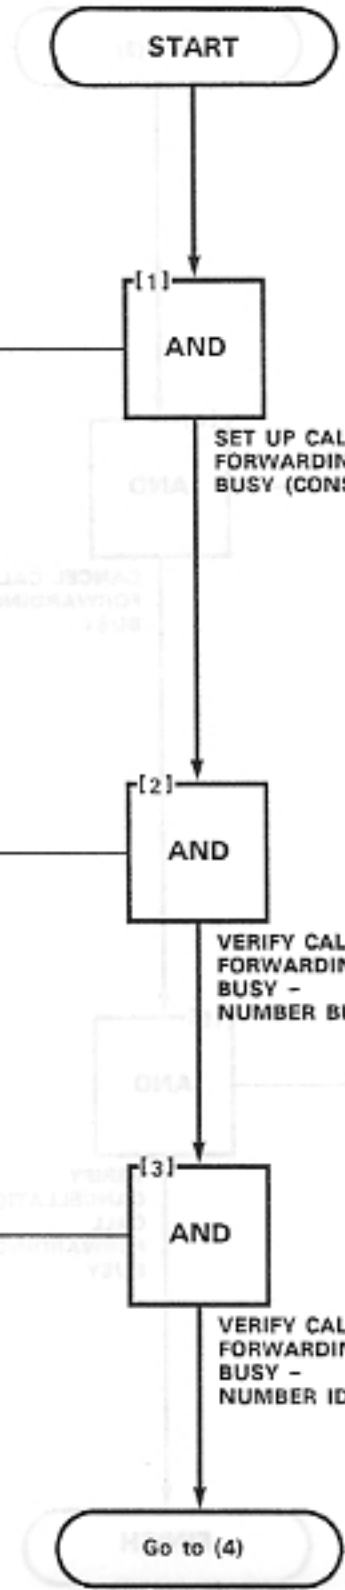 START
[1]
AND
SET UP CAL
FORWARDIN
BUSY (CONS
[2]
AND
VERIFY CAL
FORWARDIN
BUSY –
NUMBER B
[3]
AND
VERIFY CAL
FORWARDIN
BUSY –
NUMBER ID
Go to (4)